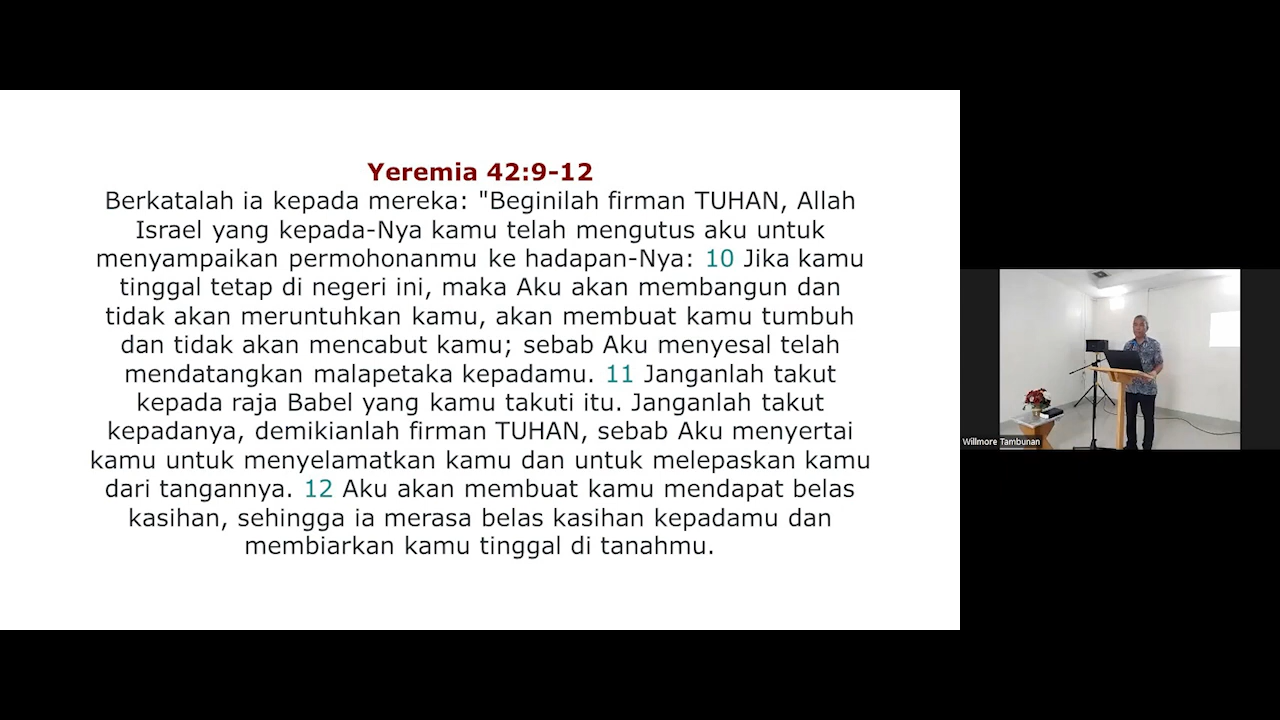 Yeremia 42:9-12
Berkatalah ia kepada mereka: "Beginilah firman TUHAN, Allah
Israel yang kepada-Nya kamu telah mengutus aku untuk
menyampaikan permohonanmu ke hadapan-Nya: 10 Jika kamu
tinggal tetap di negeri ini, maka Aku akan membangun dan
tidak akan meruntuhkan kamu, akan membuat kamu tumbuh
dan tidak akan mencabut kamu; sebab Aku menyesal telah
mendatangkan malapetaka kepadamu. 11 Janganlah takut
kepada raja Babel yang kamu takuti itu. Janganlah takut
kepadanya, demikianlah firman TUHAN, sebab Aku menyertai
kamu untuk menyelamatkan kamu dan untuk melepaskan kamu
dari tangannya. 12 Aku akan membuat kamu mendapat belas
kasihan, sehingga ia merasa belas kasihan kepadamu dan
membiarkan kamu tinggal di tanahmu.
Willmore Tambunan